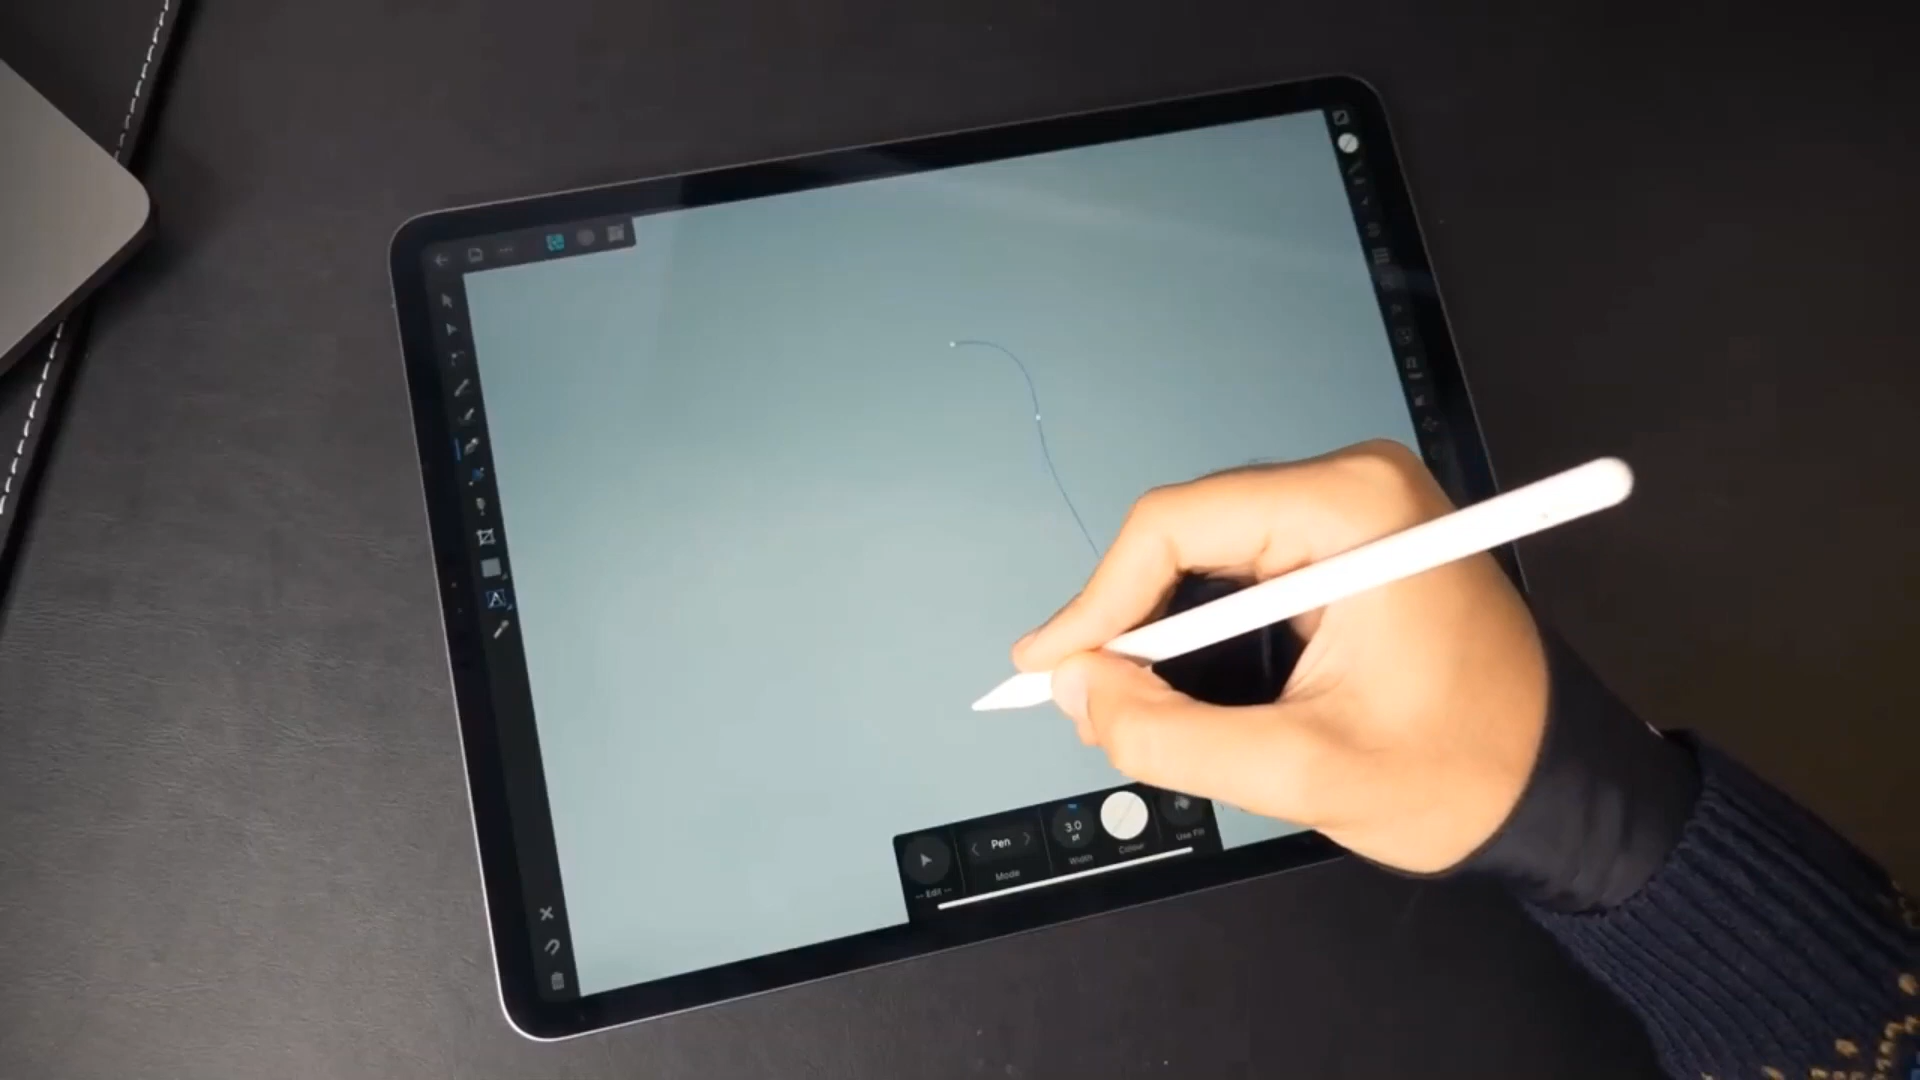 A
Pen
3.0
pt
Use Fill
Colour
Width
Mode
-- Edit --